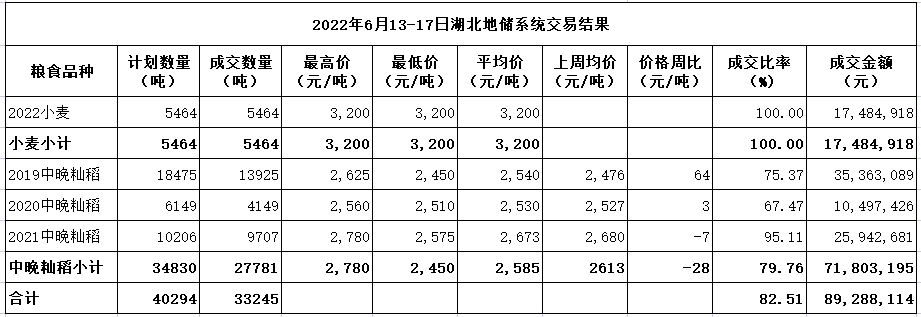 2022年6月13-17日湖北地储系统交易结果
粮食品种 计划数量（吨） 成交数量（吨） 最高价（元/吨） 最低价（元/吨） 平均价（元/吨） 上周均价（元/吨） 价格周比（元/吨） 成交比率（%） 成交金额（元）
2022小麦 5464 5464 3,200 3,200 3,200 100.00 17,484,918
小麦小计 5464 5464 3,200 3,200 3,200 100.00 17,484,918
2019中晚籼稻 18475 13925 2,625 2,450 2,540 2,476 64 75.37 35,363,089
2020中晚籼稻 6149 4149 2,560 2,510 2,530 2,527 3 67.47 10,497,426
2021中晚籼稻 10206 9707 2,780 2,575 2,673 2,680 -7 95.11 25,942,681
中晚籼稻小计 34830 27781 2,780 2,450 2,585 2613 -28 79.76 71,803,195
合计 40294 33245 82.51 89,288,114